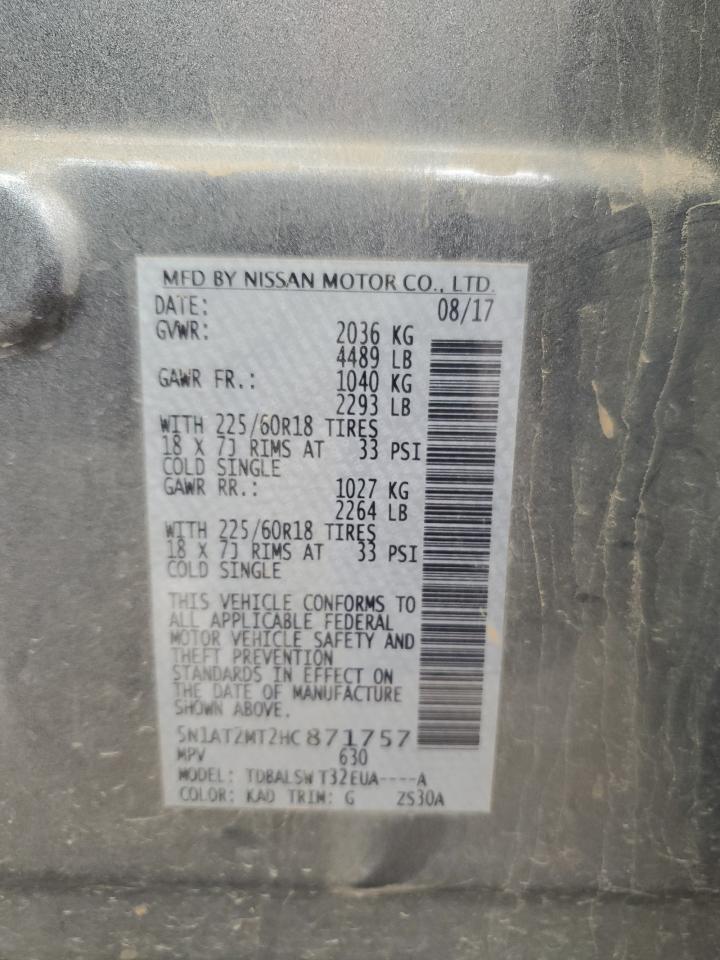 MFD BY NISSAN MOTOR CO., LTD.
DATE: 08/17
GVWR: 2036 KG
4489 LB
GAWR FR.: 1040 KG
2293 LB
WITH 225/60R18 TIRES
18 X 7J RIMS AT 33 PSI
COLD SINGLE
GAWR RR.: 1027 KG
2264 LB
WITH 225/60R18 TIRES
18 X 7J RIMS AT 33 PSI
COLD SINGLE
THIS VEHICLE CONFORMS TO
ALL APPLICABLE FEDERAL
MOTOR VEHICLE SAFETY AND
THEFT PREVENTION
STANDARDS IN EFFECT ON
THE DATE OF MANUFACTURE
SHOWN ABOVE.
5N1AT2MT2HC871757
MPV 630
MODEL: TDBALSW T32EUA----A
COLOR: KAD TRIM: G ZS30A